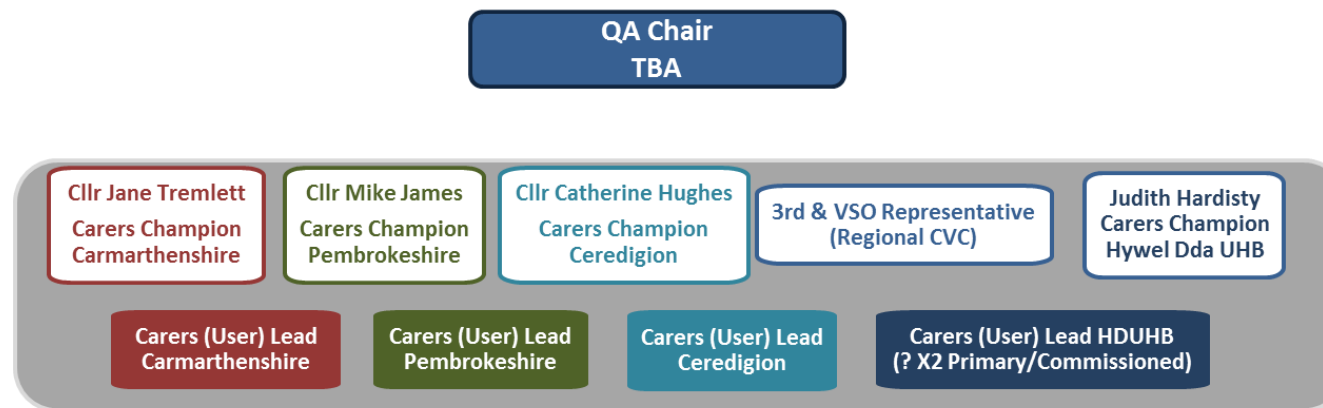 QA Chair
TBA
Cllr Jane Tremlett
Carers Champion
Carmarthenshire
Cllr Mike James
Carers Champion
Pembrokeshire
Cllr Catherine Hughes
Carers Champion
Ceredigion
3rd & VSO Representative
(Regional CVC)
Judith Hardisty
Carers Champion
Hywel Dda UHB
Carers (User) Lead
Carmarthenshire
Carers (User) Lead
Pembrokeshire
Carers (User) Lead
Ceredigion
Carers (User) Lead HDUHB
(? X2 Primary/Commissioned)